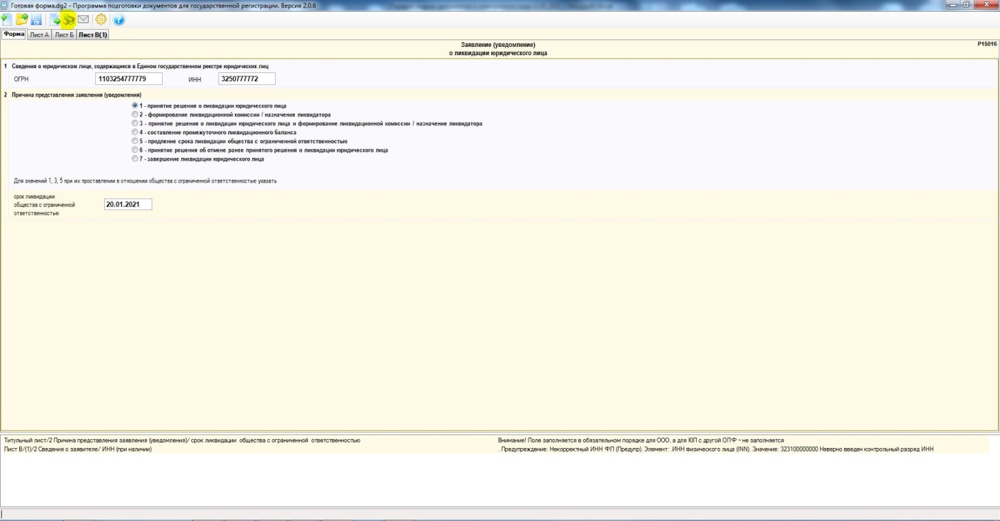 Готовая форма.dg2 - Программа подготовки документов для государственной регистрации. Версия 2.0.6
Форма Лист А Лист Б Лист В(1)
Заявление (уведомление) Р15016
о ликвидации юридического лица
1 Сведения о юридическом лице, содержащиеся в Едином государственном реестре юридических лиц
ОГРН 1103254777779 ИНН 3250777772
2 Причина представления заявления (уведомления)
1 - принятие решения о ликвидации юридического лица
2 - формирование ликвидационной комиссии / назначение ликвидатора
3 - принятие решения о ликвидации юридического лица и формирование ликвидационной комиссии / назначение ликвидатора
4 - составление промежуточного ликвидационного баланса
5 - продление срока ликвидации общества с ограниченной ответственностью
6 - принятие решения об отмене ранее принятого решения о ликвидации юридического лица
7 - завершение ликвидации юридического лица
Для значений 1, 3, 5 при их проставлении в отношении общества с ограниченной ответственностью указать
срок ликвидации
общества с ограниченной 20.01.2021
ответственностью
Титульный лист/2 Причина представления заявления (уведомления)/ срок ликвидации общества с ограниченной ответственностью Внимание! Поле заполняется в обязательном порядке для ООО, а для ЮЛ с другой ОПФ – не заполняется
Лист В/(1)/2 Сведения о заявителе/ ИНН (при наличии) . Предупреждение: Некорректный ИНН ФЛ (Предупр). Элемент: .ИНН физического лица (INN). Значение: 323100000000 Неверно введен контрольный разряд ИНН